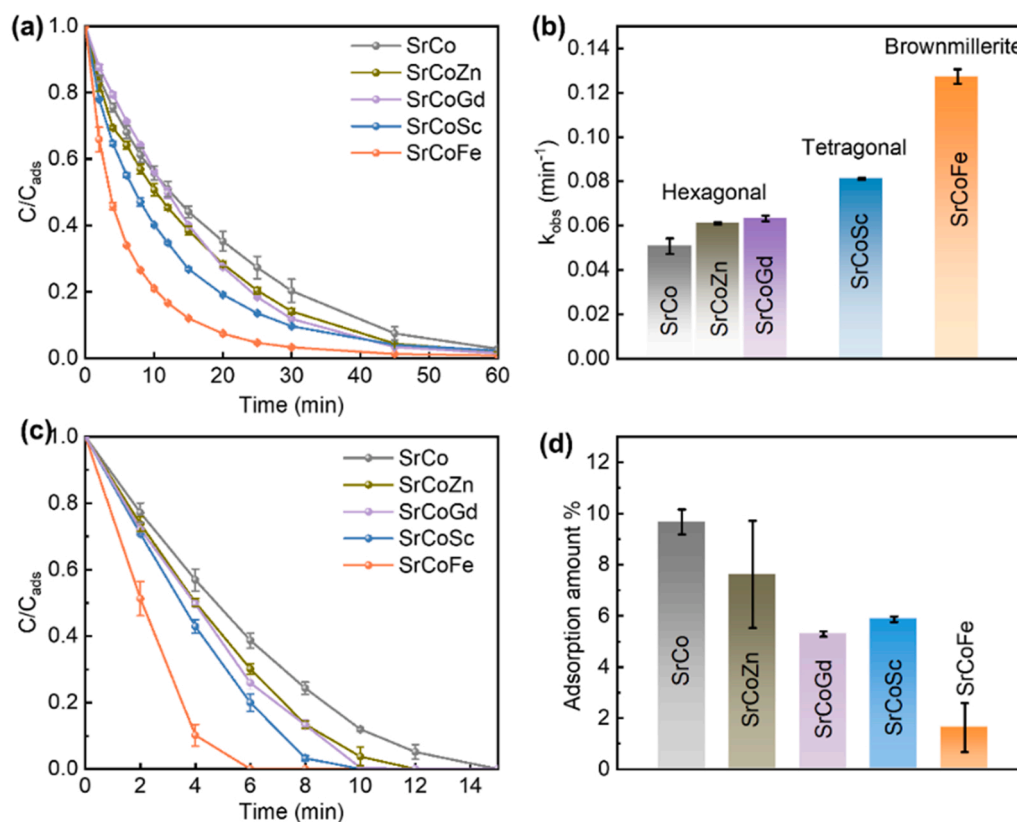 (a)
1.0
0.8
0.6
0.4
0.2
0.0
C/Cads
SrCo
SrCoZn
SrCoGd
SrCoSc
SrCoFe
0 10 20 30 40 50 60
Time (min)
(b)
0.14
0.12
0.10
0.08
0.06
0.04
0.02
0.00
kobs (min⁻¹)
Brownmillerite
Tetragonal
Hexagonal
SrCo
SrCoZn
SrCoGd
SrCoSc
SrCoFe
(c)
1.0
0.8
0.6
0.4
0.2
0.0
C/Cads
SrCo
SrCoZn
SrCoGd
SrCoSc
SrCoFe
0 2 4 6 8 10 12 14
Time (min)
(d)
12
10
8
6
4
2
0
Adsorption amount %
SrCo
SrCoZn
SrCoGd
SrCoSc
SrCoFe